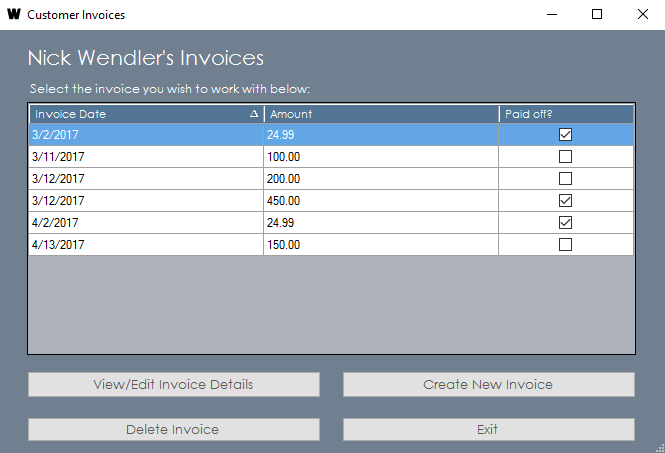 W Customer Invoices
Nick Wendler's Invoices
Select the invoice you wish to work with below:
Invoice Date Amount Paid off?
3/2/2017 24.99
3/11/2017 100.00
3/12/2017 200.00
3/12/2017 450.00
4/2/2017 24.99
4/13/2017 150.00
View/Edit Invoice Details Create New Invoice
Delete Invoice Exit